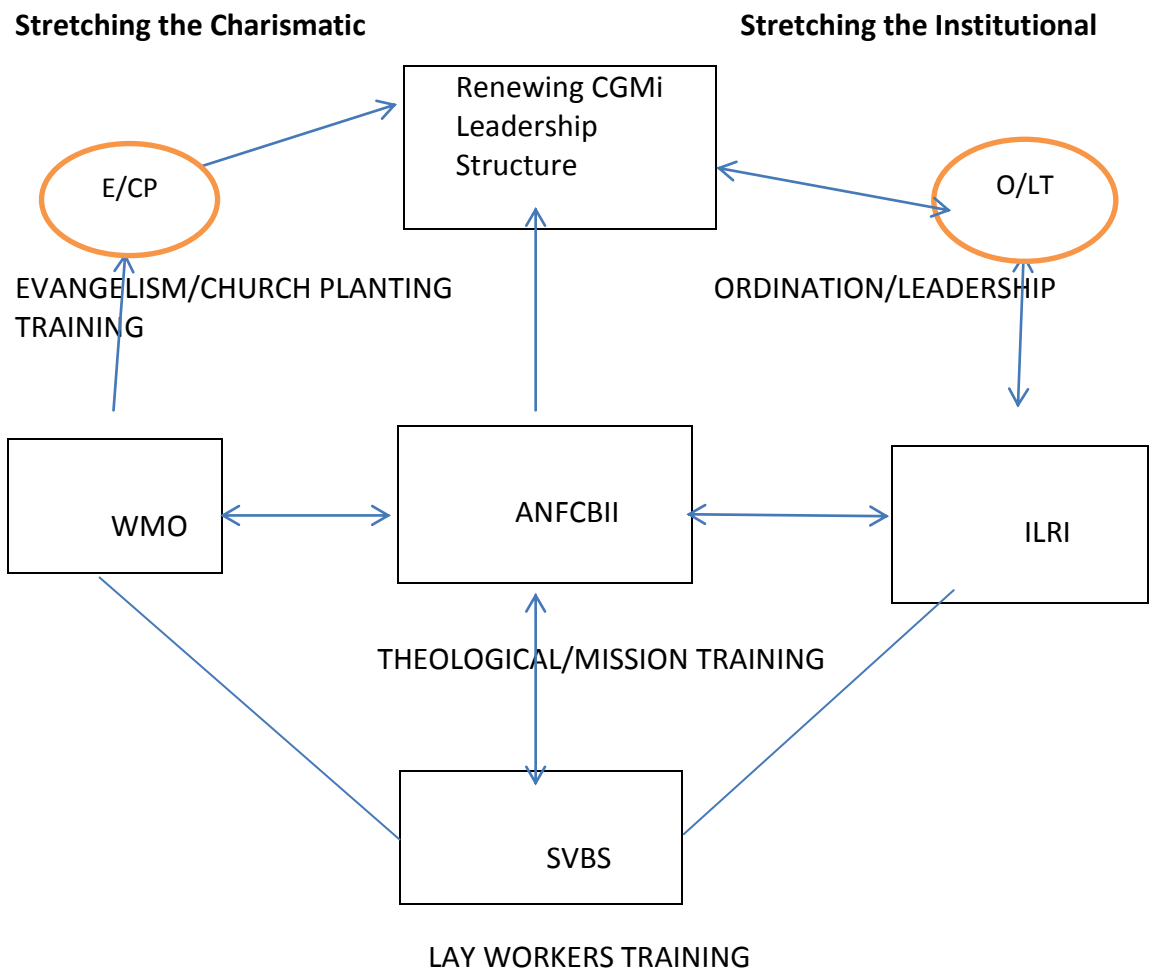 Stretching the Charismatic
Stretching the Institutional
Renewing CGMi
Leadership
Structure
E/CP
O/LT
EVANGELISM/CHURCH PLANTING
TRAINING
ORDINATION/LEADERSHIP
WMO
ANFCBII
ILRI
THEOLOGICAL/MISSION TRAINING
SVBS
LAY WORKERS TRAINING